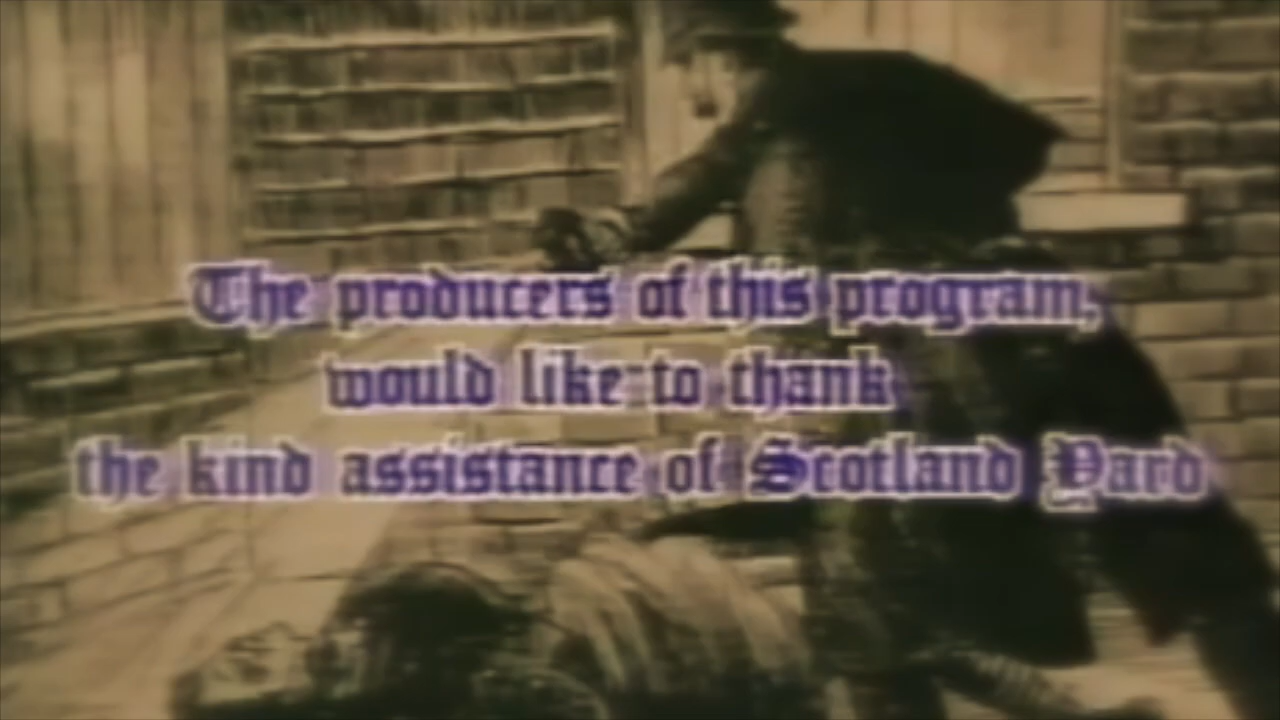 The producers of this program,
would like to thank
the kind assistance of Scotland Yard